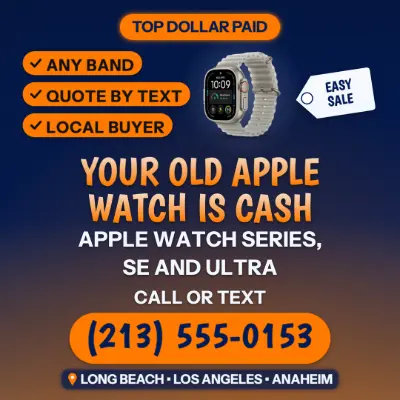 TOP DOLLAR PAID
✓ ANY BAND
✓ QUOTE BY TEXT
✓ LOCAL BUYER
10:09
EASY
SALE
YOUR OLD APPLE
WATCH IS CASH
APPLE WATCH SERIES,
SE AND ULTRA
CALL OR TEXT
(213) 555-0153
LONG BEACH • LOS ANGELES • ANAHEIM